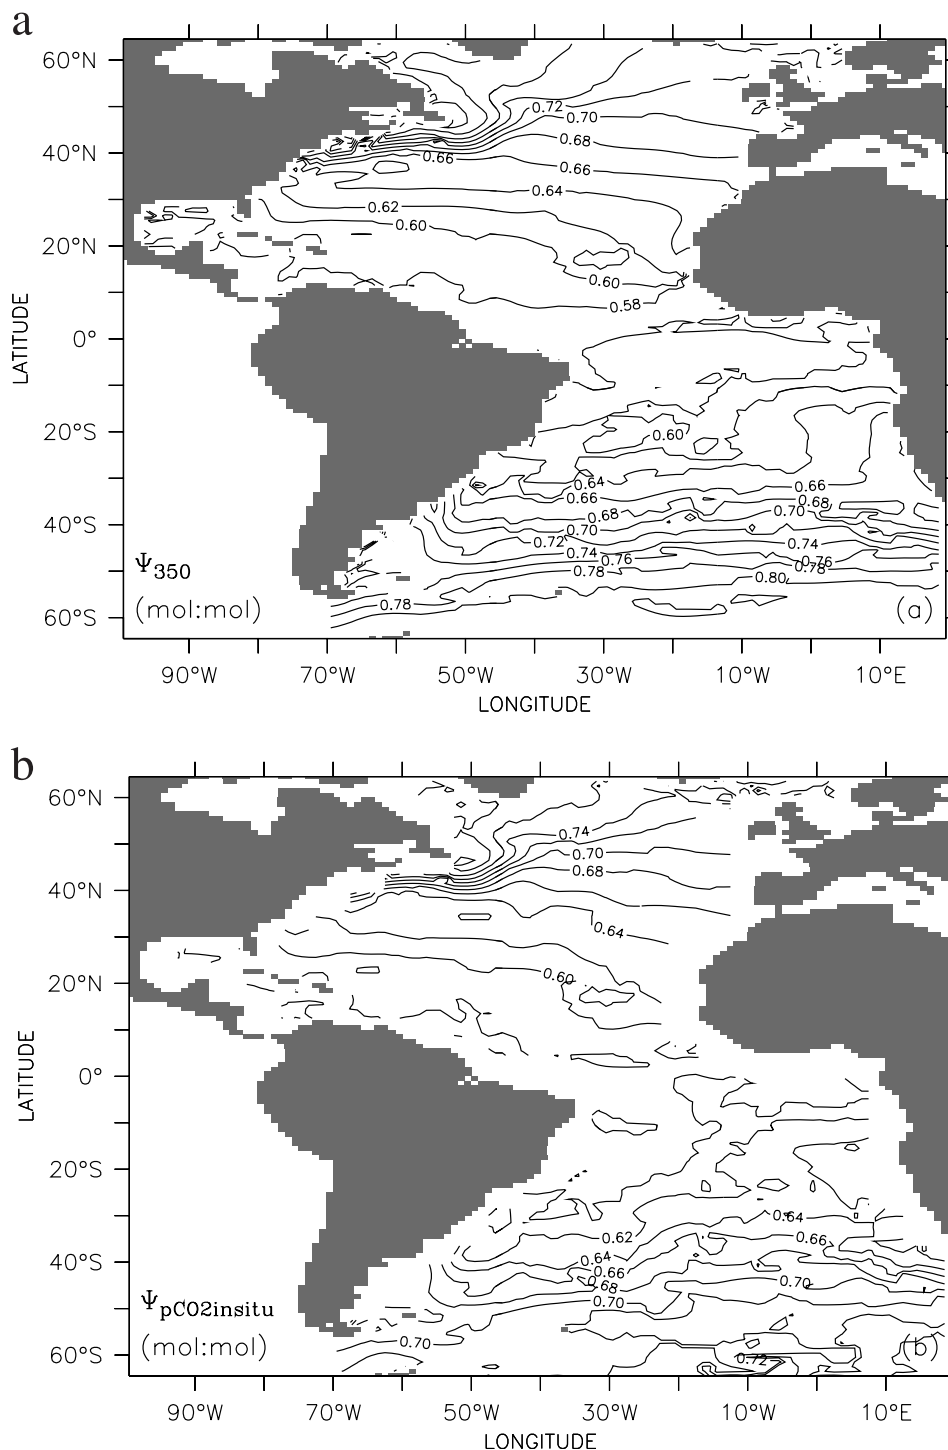 a
60°N
0.72
0.70
0.68
40°N
0.66
0.66
0.64
0.62
0.60
20°N
0.60
0.58
LATITUDE
0°
20°S
0.60
0.64
0.66
0.66
0.68
0.68
0.70
40°S
0.70
0.72
0.74
0.74
0.76
0.76
0.78
0.78
0.80
Ψ350
0.78
(mol:mol)
(a)
60°S
90°W 70°W 50°W 30°W 10°W 10°E
LONGITUDE
b
60°N
0.74
0.70
0.68
40°N
0.64
0.60
20°N
LATITUDE
0°
20°S
0.64
0.62
0.66
0.64
40°S
0.66
0.68
0.70
0.70
ΨpCO2insitu
0.70
(mol:mol)
(b)
0.72
60°S
90°W 70°W 50°W 30°W 10°W 10°E
LONGITUDE